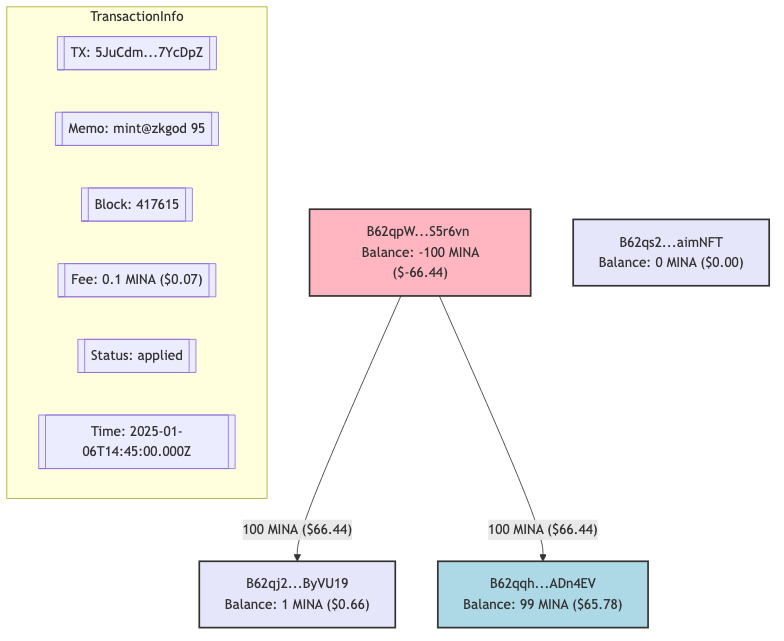 TransactionInfo
TX: 5JuCdm...7YcDpZ
Memo: mint@zkgod 95
Block: 417615
Fee: 0.1 MINA ($0.07)
Status: applied
Time: 2025-01-
06T14:45:00.000Z
B62qpW...S5r6vn
Balance: -100 MINA
($-66.44)
B62qs2...aimNFT
Balance: 0 MINA ($0.00)
100 MINA ($66.44)
100 MINA ($66.44)
B62qj2...ByVU19
Balance: 1 MINA ($0.66)
B62qqh...ADn4EV
Balance: 99 MINA ($65.78)